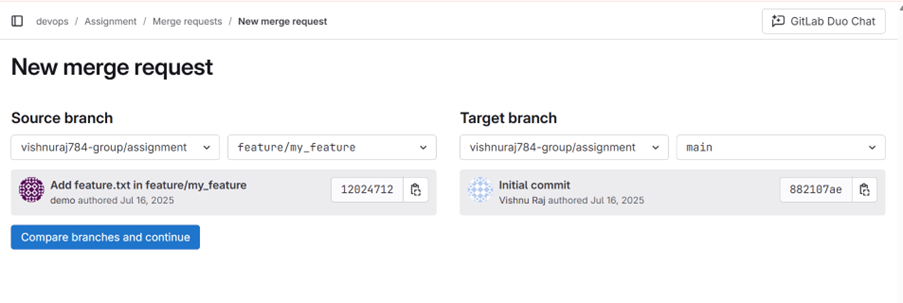 devops / Assignment / Merge requests / New merge request
GitLab Duo Chat
New merge request
Source branch
vishnuraj784-group/assignment
feature/my_feature
Add feature.txt in feature/my_feature
demo authored Jul 16, 2025
12024712
Target branch
vishnuraj784-group/assignment
main
Initial commit
Vishnu Raj authored Jul 16, 2025
882107ae
Compare branches and continue